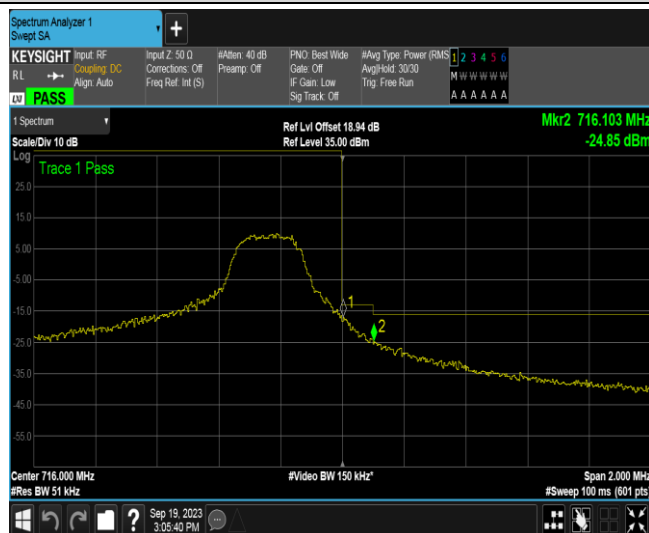 Spectrum Analyzer 1
Swept SA
+
KEYSIGHT Input: RF Input Z: 50 Ω #Atten: 40 dB PNO: Best Wide #Avg Type: Power (RMS 1 2 3 4 5 6
RL Coupling: DC Corrections: Off Preamp: Off Gate: Off Avg|Hold: 30/30 M W W W W W
Align: Auto Freq Ref: Int (S) IF Gain: Low Trig: Free Run
LXI PASS Sig Track: Off A A A A A A
1 Spectrum Ref Lvl Offset 18.94 dB Mkr2 716.103 MHz
Scale/Div 10 dB Ref Level 35.00 dBm -24.85 dBm
Log
Trace 1 Pass
25.0
15.0
5.00
-5.00
-15.0
1
2
-25.0
-35.0
-45.0
-55.0
Center 716.000 MHz #Video BW 150 kHz* Span 2.000 MHz
#Res BW 51 kHz #Sweep 100 ms (601 pts)
? Sep 19, 2023
3:05:40 PM